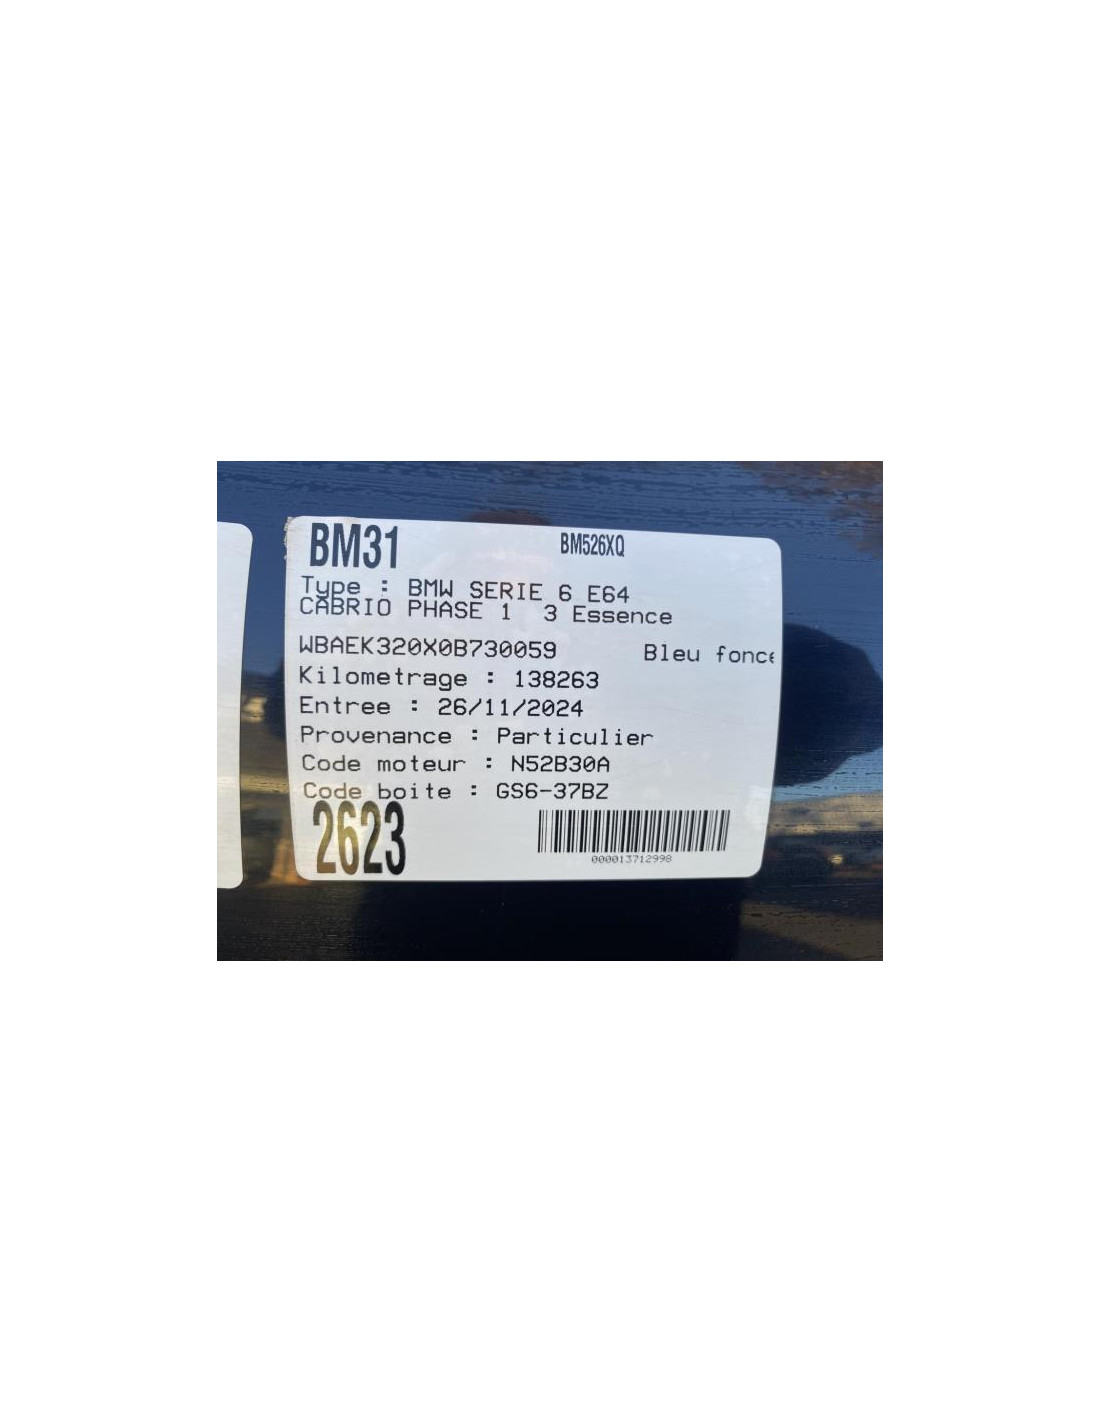 BM31 BM526XQ
Type : BMW SERIE 6 E64
CABRIO PHASE 1 3 Essence
WBAEK320X0B730059 Bleu fonce
Kilometrage : 138263
Entree : 26/11/2024
Provenance : Particulier
Code moteur : N52B30A
Code boite : GS6-37BZ
2623
000013712998